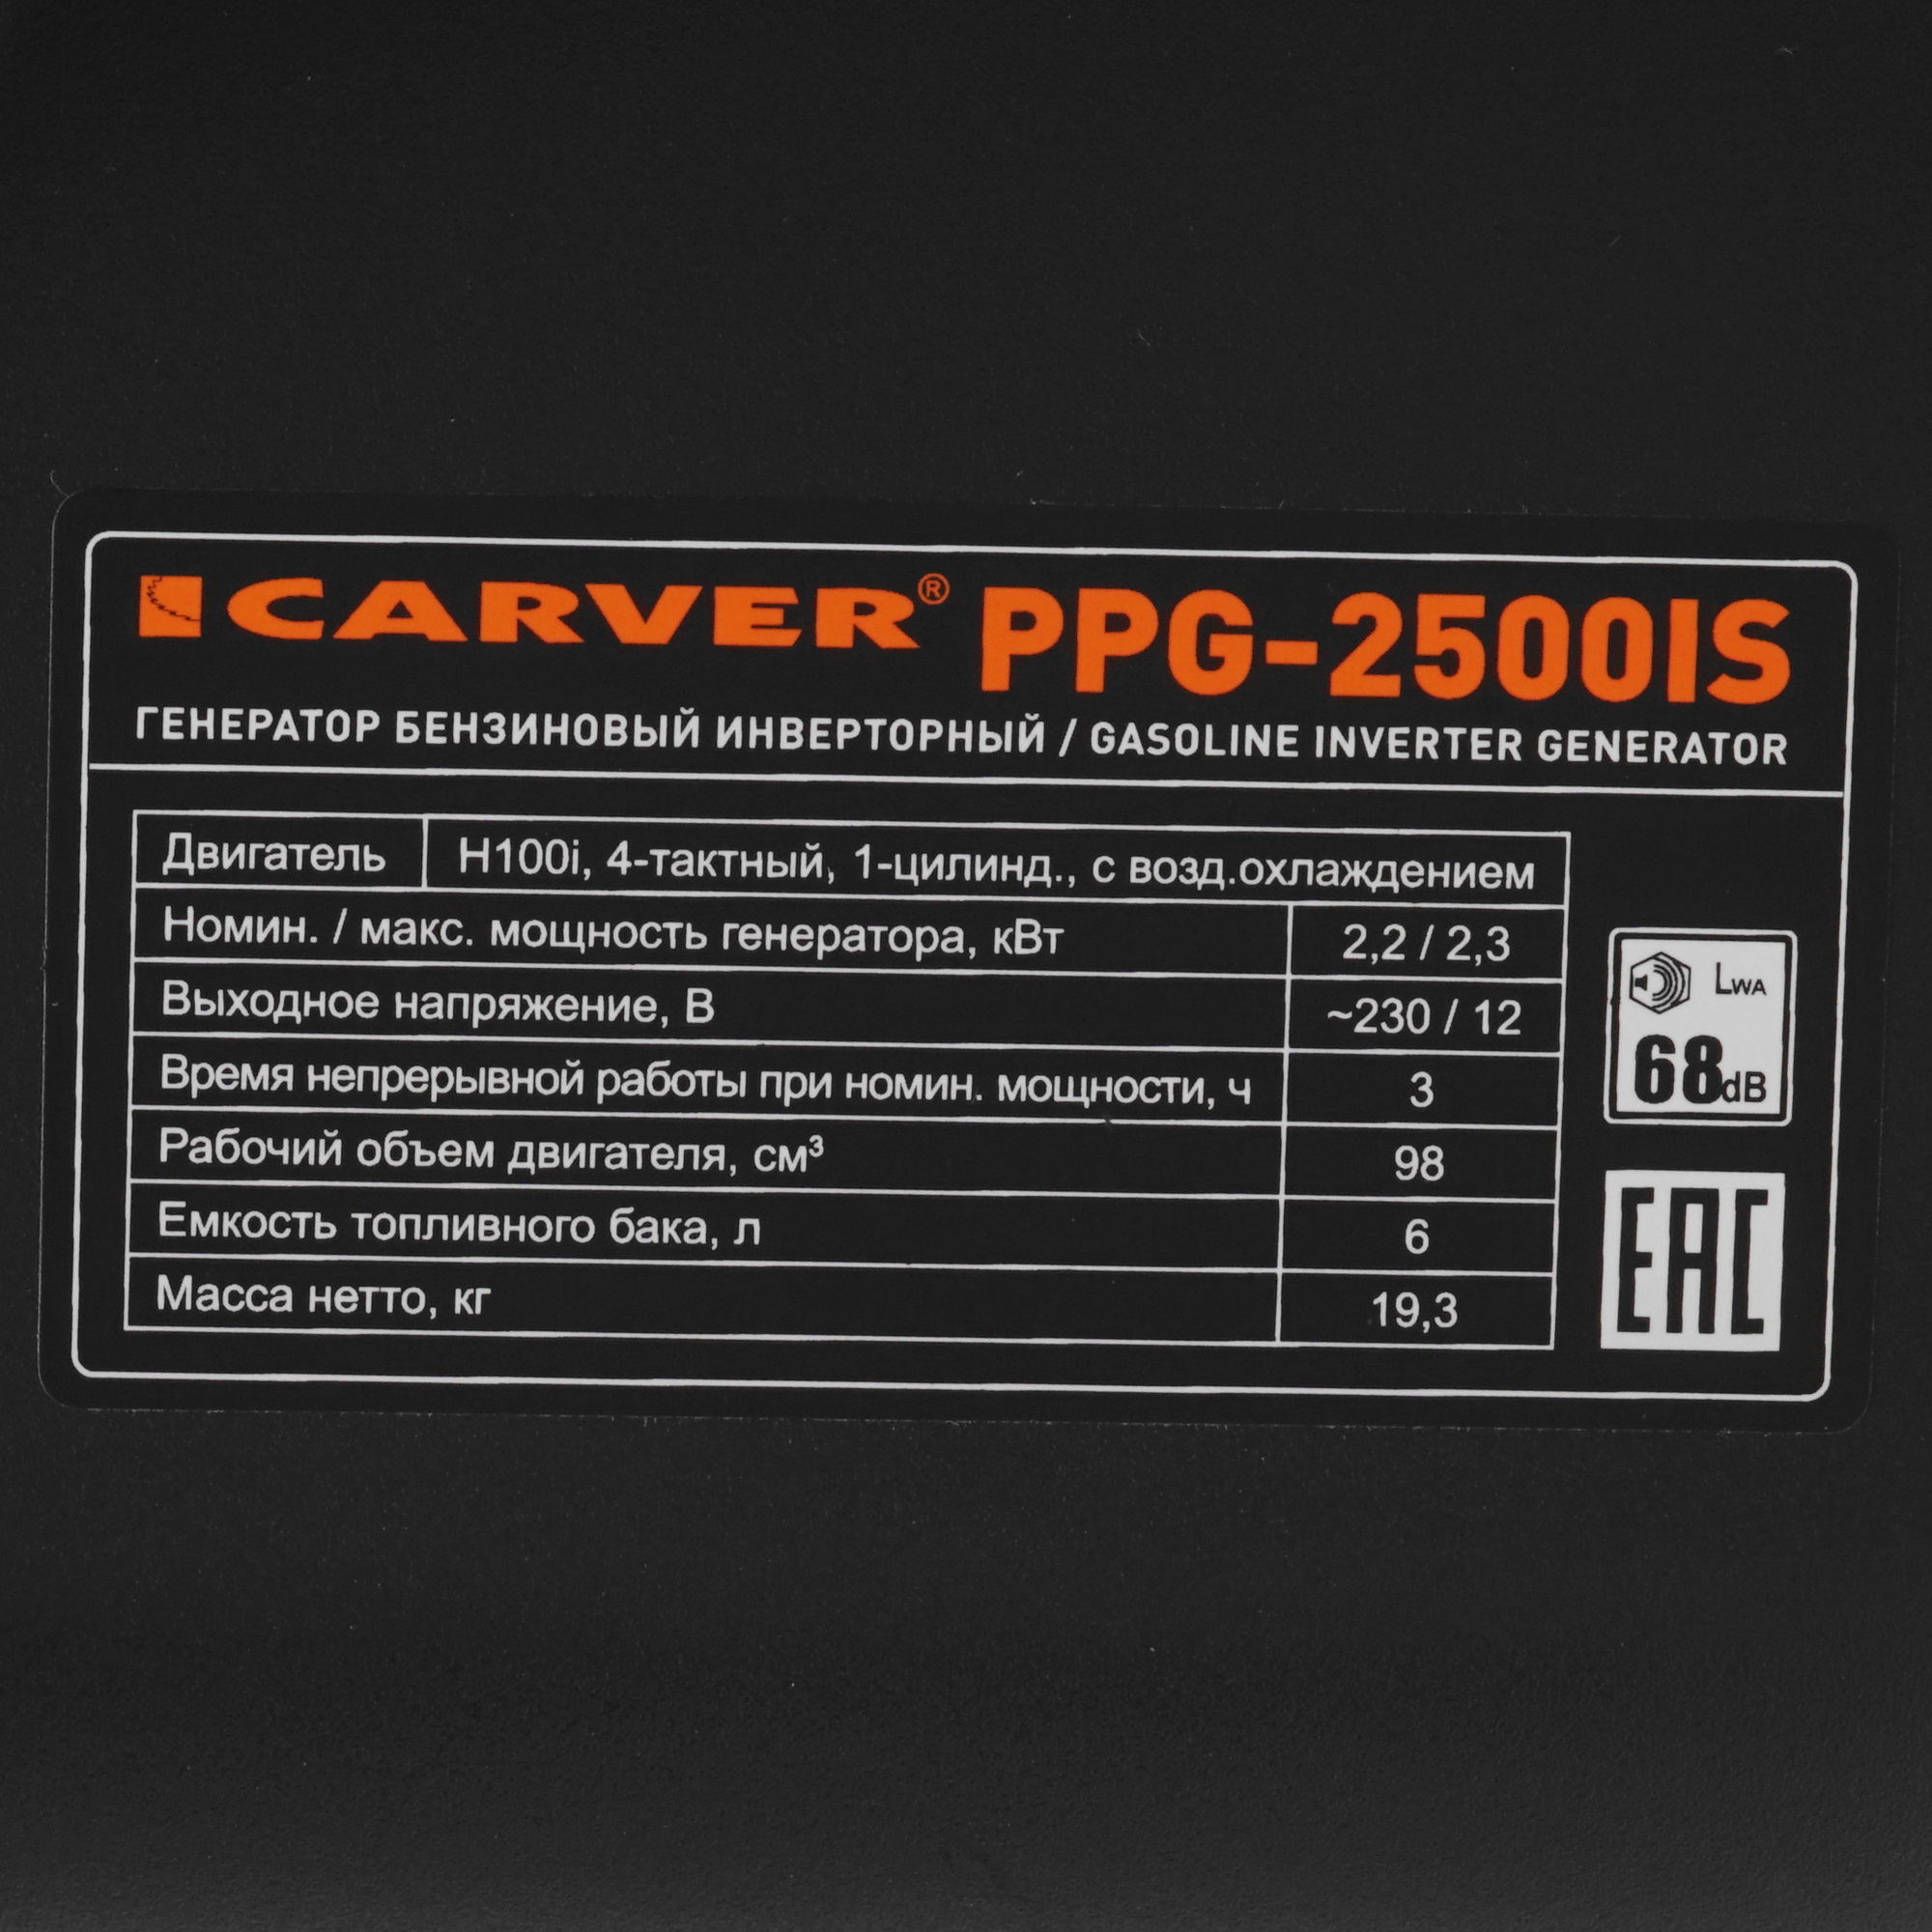 CARVER® PPG-2500IS
ГЕНЕРАТОР БЕНЗИНОВЫЙ ИНВЕРТОРНЫЙ / GASOLINE INVERTER GENERATOR
Двигатель H100i, 4-тактный, 1-цилинд., с возд.охлаждением
Номин. / макс. мощность генератора, кВт 2,2 / 2,3
Выходное напряжение, В ~230 / 12
Время непрерывной работы при номин. мощности, ч 3
Рабочий объем двигателя, см³ 98
Емкость топливного бака, л 6
Масса нетто, кг 19,3
LWA
68dB
EAC